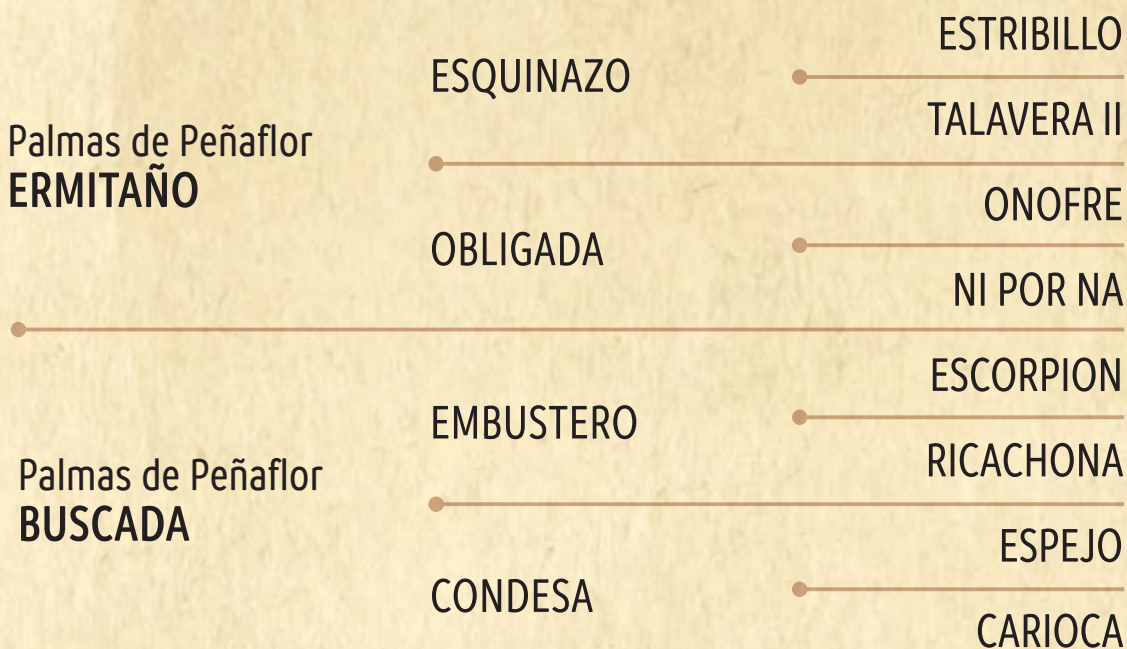 Palmas de Peñaflor
ERMITAÑO
ESQUINAZO
ESTRIBILLO
TALAVERA II
OBLIGADA
ONOFRE
NI POR NA
Palmas de Peñaflor
BUSCADA
EMBUSTERO
ESCORPION
RICACHONA
CONDESA
ESPEJO
CARIOCA